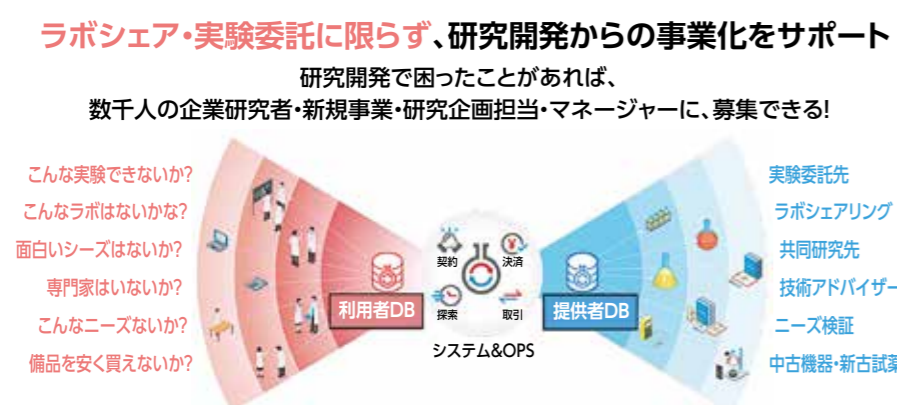 ラボシェア・実験委託に限らず、研究開発からの事業化をサポート
研究開発で困ったことがあれば、
数千人の企業研究者・新規事業・研究企画担当・マネージャーに、募集できる!
こんな実験できないか?
こんなラボはないかな?
面白いシーズはないか?
専門家はいないか?
こんなニーズないか?
備品を安く買えないか?
利用者DB
契約
決済
探索
取引
システム&OPS
提供者DB
実験委託先
ラボシェアリング
共同研究先
技術アドバイザー
ニーズ検証
中古機器・新古試薬